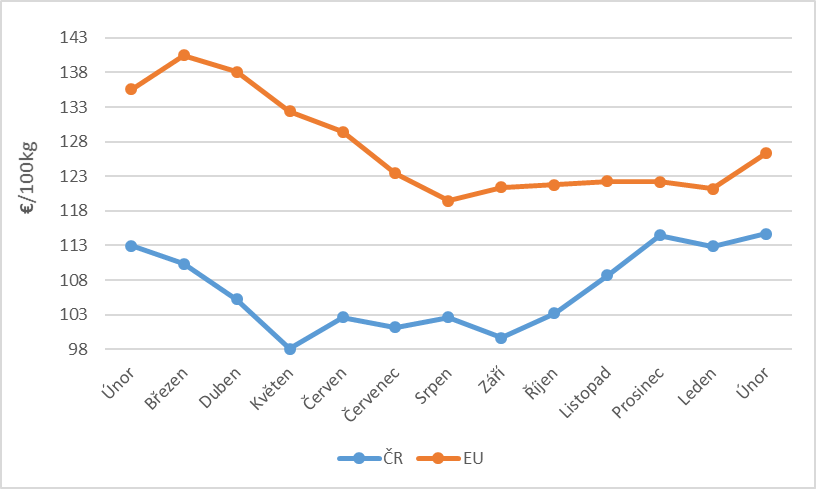 €/100kg
143
138
133
128
123
118
113
108
103
98
Únor
Březen
Duben
Květen
Červen
Červenec
Srpen
Září
Říjen
Listopad
Prosinec
Leden
Únor
ČR EU